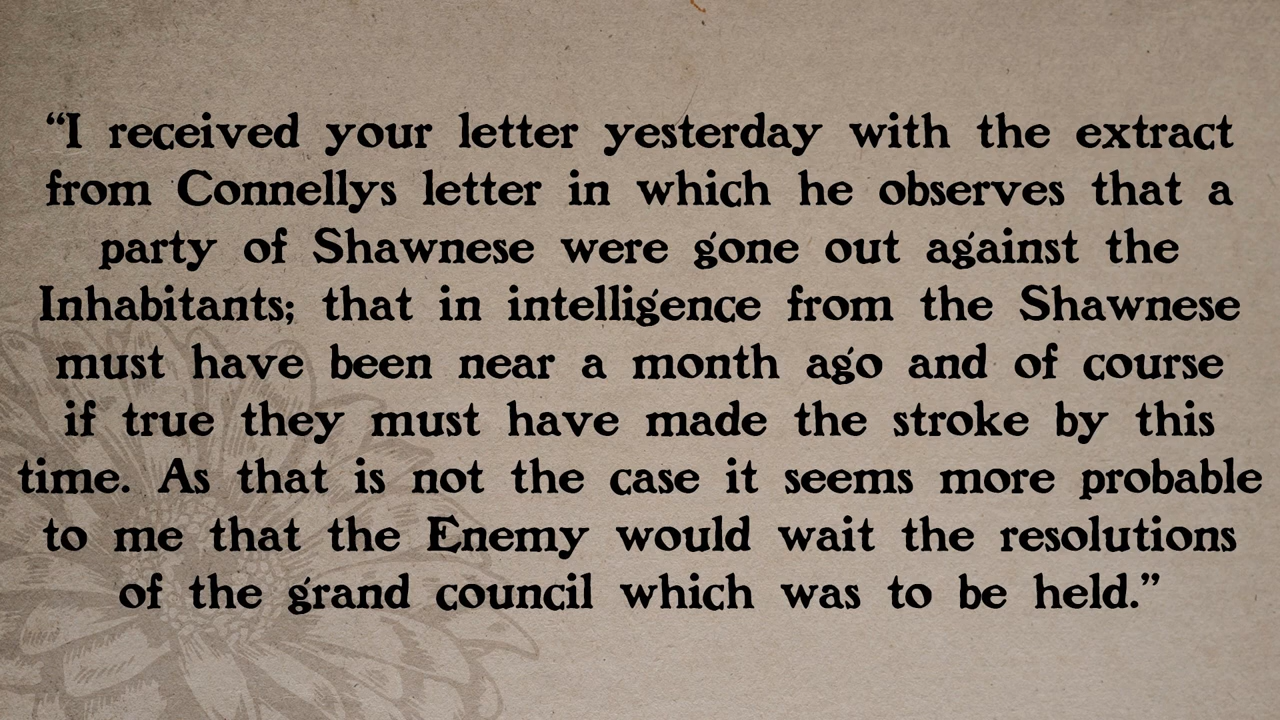 “I received your letter yesterday with the extract
from Connellys letter in which he observes that a
party of Shawnese were gone out against the
Inhabitants; that in intelligence from the Shawnese
must have been near a month ago and of course
if true they must have made the stroke by this
time. As that is not the case it seems more probable
to me that the Enemy would wait the resolutions
of the grand council which was to be held.”